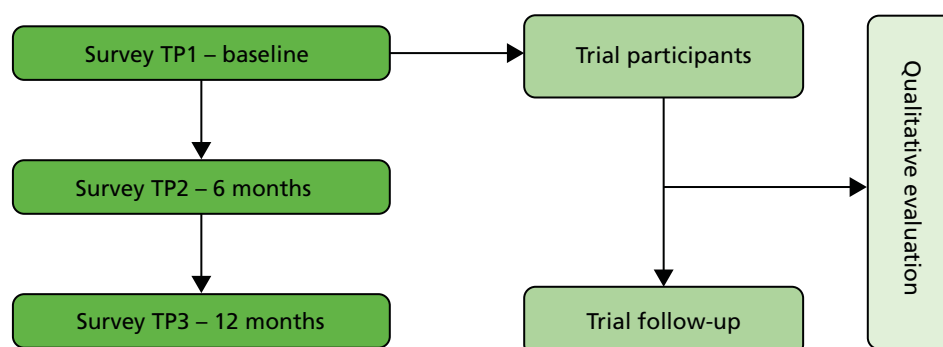 Survey TP1 – baseline
Trial participants
Qualitative evaluation
Survey TP2 – 6 months
Survey TP3 – 12 months
Trial follow-up